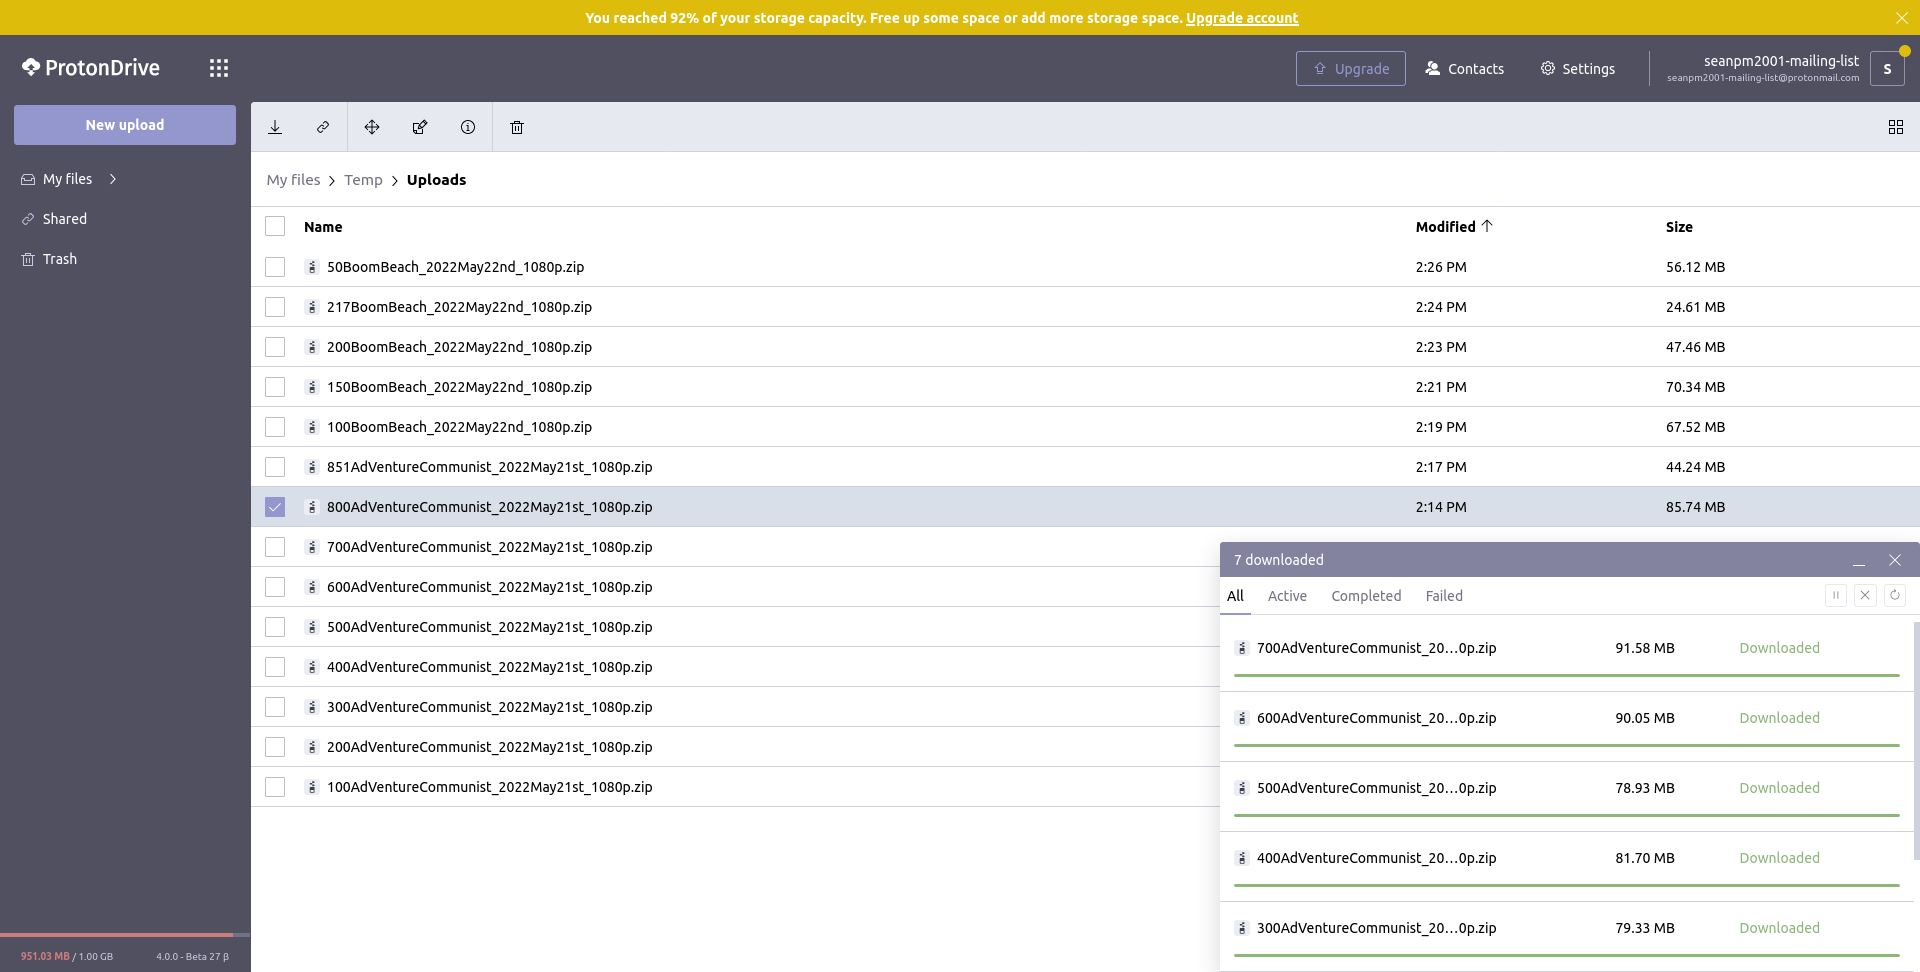 You reached 92% of your storage capacity. Free up some space or add more storage space. Upgrade account
ProtonDrive
Upgrade
Contacts
Settings
seanpm2001-mailing-list
seanpm2001-mailing-list@protonmail.com
S
New upload
My files
Shared
Trash
My files > Temp > Uploads
Name Modified Size
50BoomBeach_2022May22nd_1080p.zip 2:26 PM 56.12 MB
217BoomBeach_2022May22nd_1080p.zip 2:24 PM 24.61 MB
200BoomBeach_2022May22nd_1080p.zip 2:23 PM 47.46 MB
150BoomBeach_2022May22nd_1080p.zip 2:21 PM 70.34 MB
100BoomBeach_2022May22nd_1080p.zip 2:19 PM 67.52 MB
851AdVentureCommunist_2022May21st_1080p.zip 2:17 PM 44.24 MB
800AdVentureCommunist_2022May21st_1080p.zip 2:14 PM 85.74 MB
700AdVentureCommunist_2022May21st_1080p.zip
600AdVentureCommunist_2022May21st_1080p.zip
500AdVentureCommunist_2022May21st_1080p.zip
400AdVentureCommunist_2022May21st_1080p.zip
300AdVentureCommunist_2022May21st_1080p.zip
200AdVentureCommunist_2022May21st_1080p.zip
100AdVentureCommunist_2022May21st_1080p.zip
7 downloaded
All Active Completed Failed
700AdVentureCommunist_20...0p.zip 91.58 MB Downloaded
600AdVentureCommunist_20...0p.zip 90.05 MB Downloaded
500AdVentureCommunist_20...0p.zip 78.93 MB Downloaded
400AdVentureCommunist_20...0p.zip 81.70 MB Downloaded
300AdVentureCommunist_20...0p.zip 79.33 MB Downloaded
951.03 MB / 1.00 GB 4.0.0 - Beta 27 β